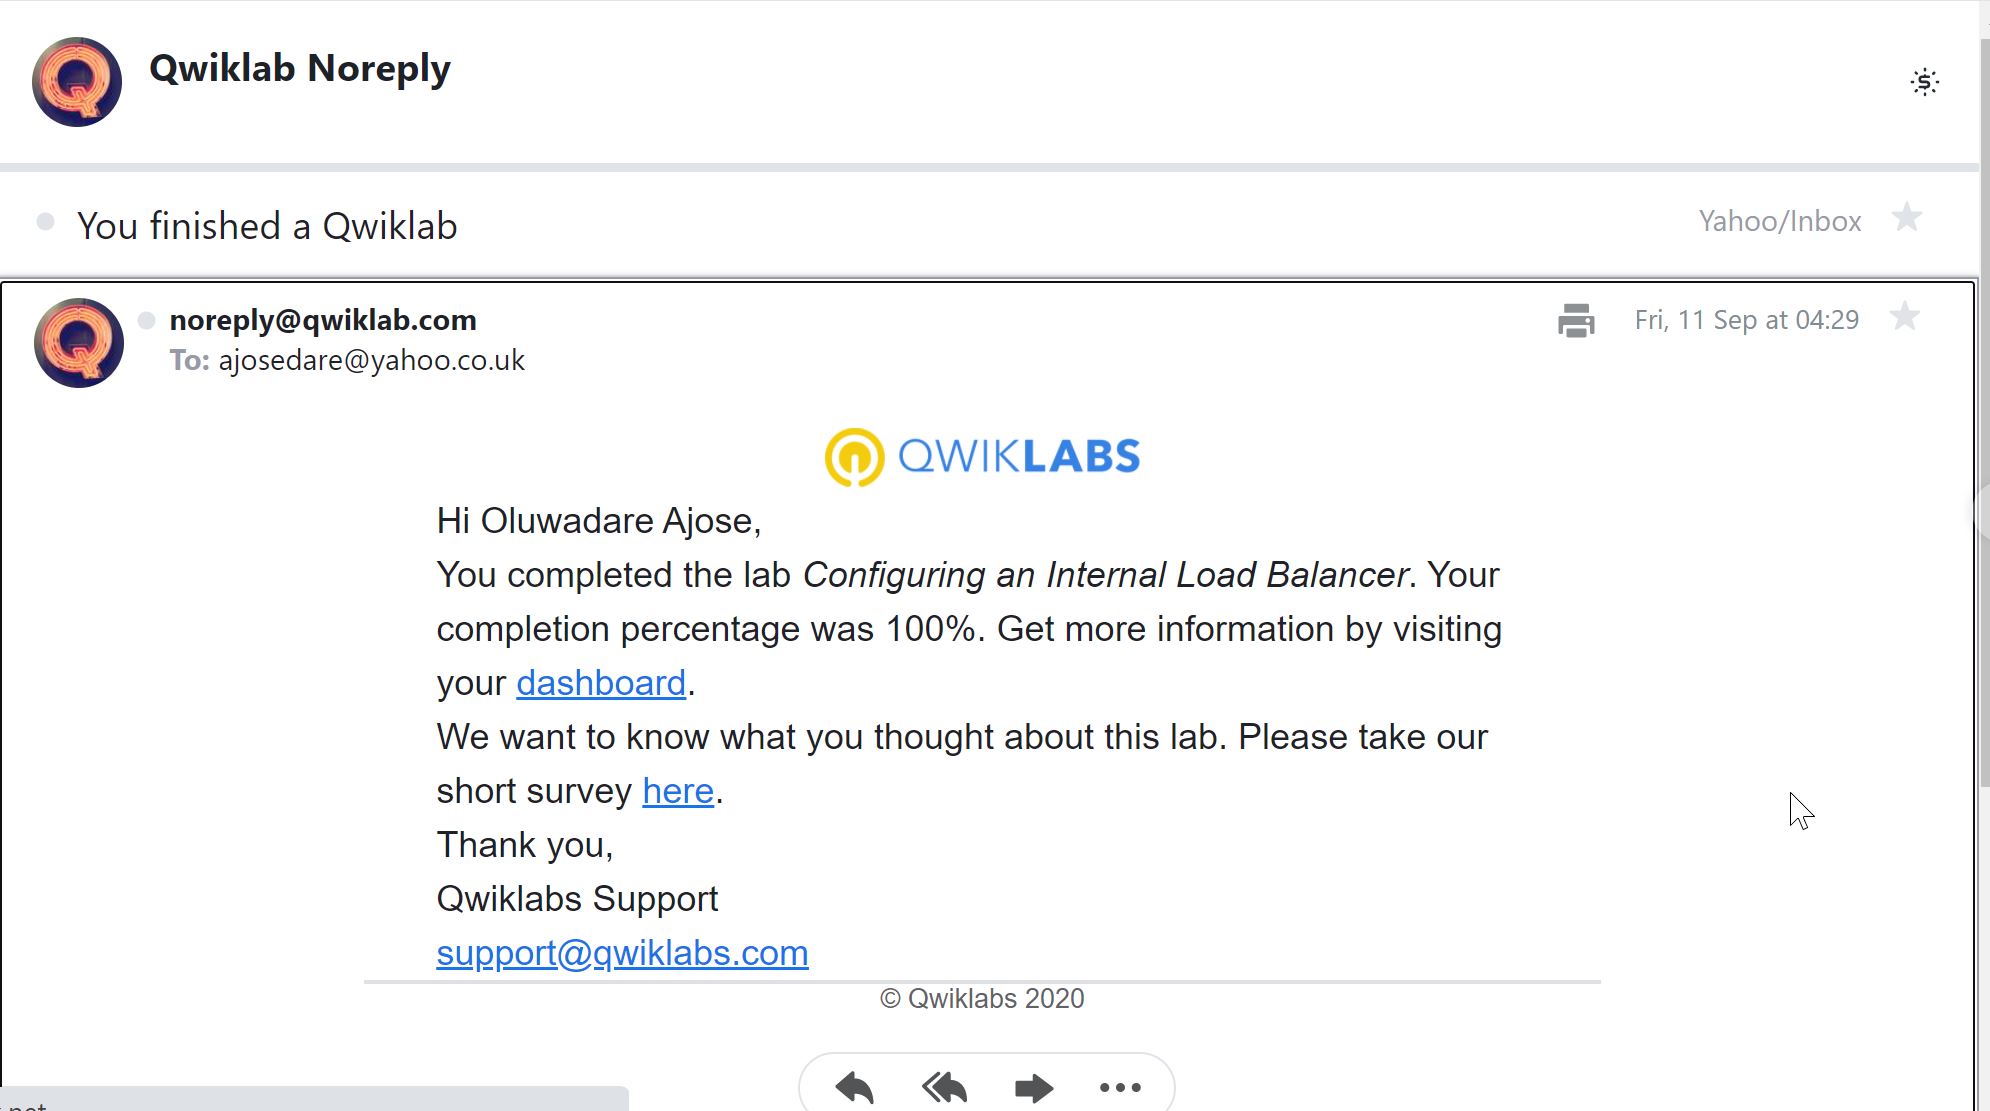 Qwiklab Noreply
You finished a Qwiklab
Yahoo/Inbox
noreply@qwiklab.com
Fri, 11 Sep at 04:29
To: ajosedare@yahoo.co.uk
QWIKLABS
Hi Oluwadare Ajose,
You completed the lab Configuring an Internal Load Balancer. Your
completion percentage was 100%. Get more information by visiting
your dashboard.
We want to know what you thought about this lab. Please take our
short survey here.
Thank you,
Qwiklabs Support
support@qwiklabs.com
© Qwiklabs 2020